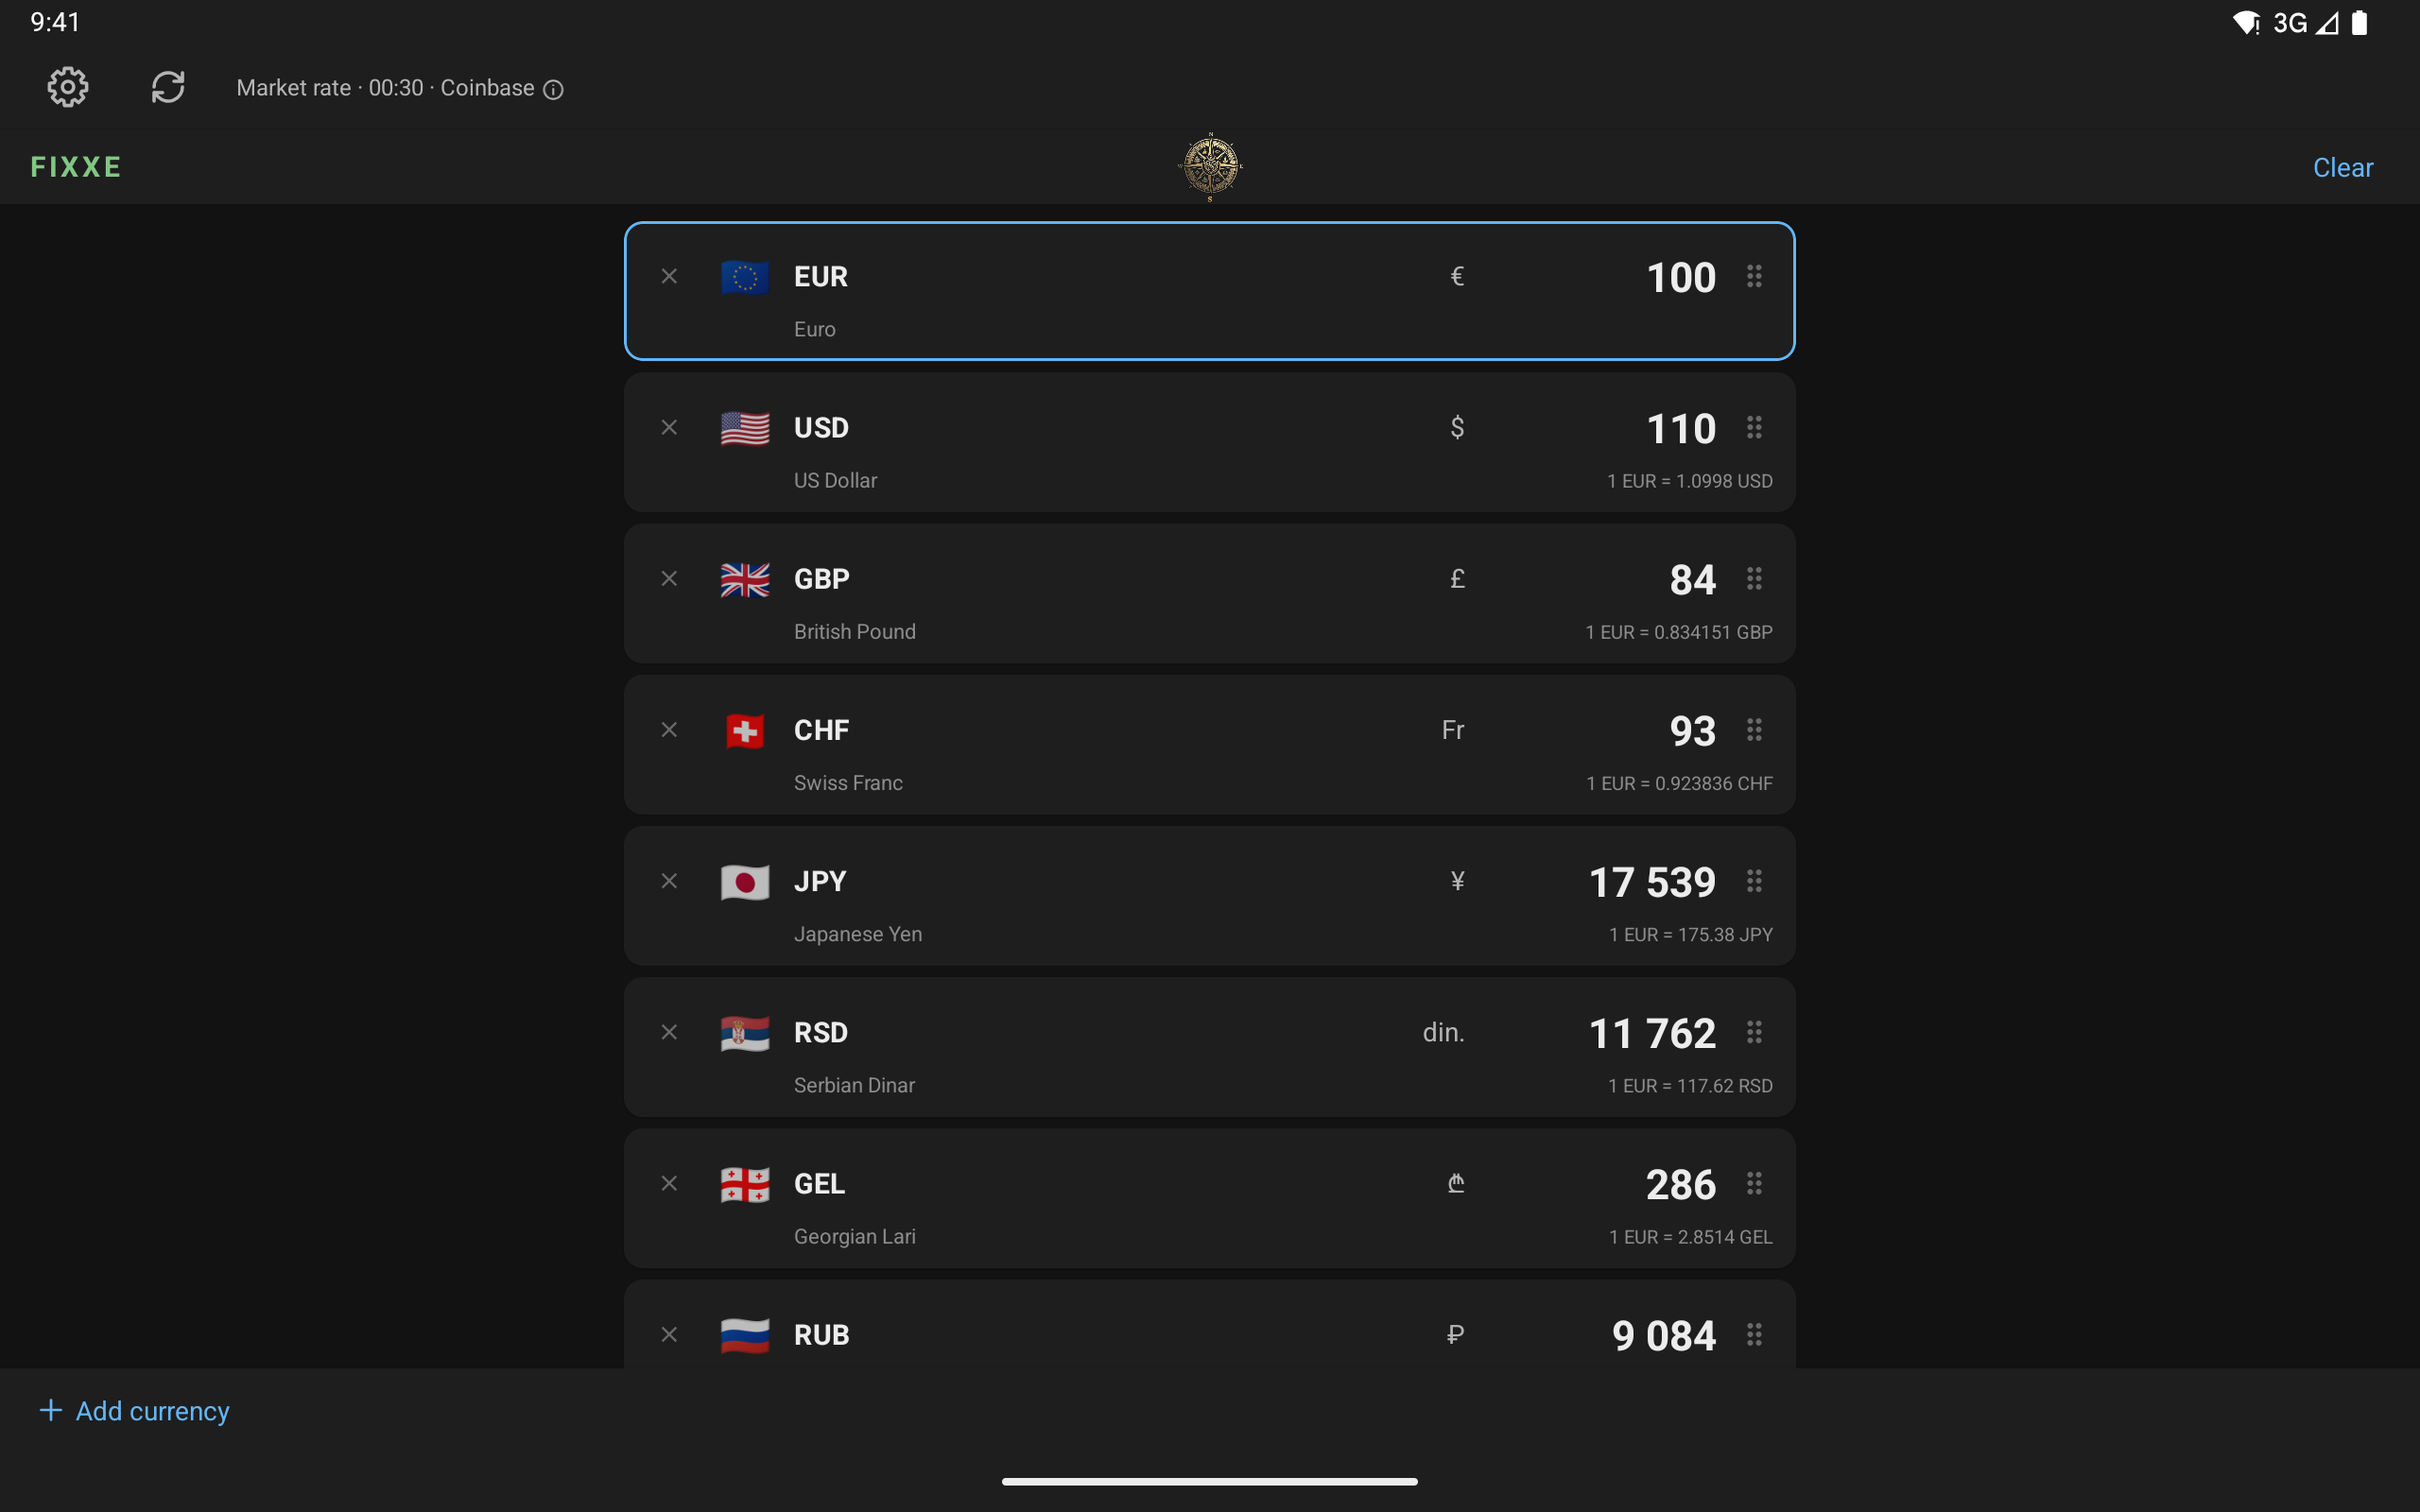 9:41
3G
Market rate · 00:30 · Coinbase
FIXXE
N
S
Clear
EUR € 100
Euro
USD $ 110
US Dollar 1 EUR = 1.0998 USD
GBP £ 84
British Pound 1 EUR = 0.834151 GBP
CHF Fr 93
Swiss Franc 1 EUR = 0.923836 CHF
JPY ¥ 17 539
Japanese Yen 1 EUR = 175.38 JPY
RSD din. 11 762
Serbian Dinar 1 EUR = 117.62 RSD
GEL ₾ 286
Georgian Lari 1 EUR = 2.8514 GEL
RUB ₽ 9 084
+ Add currency